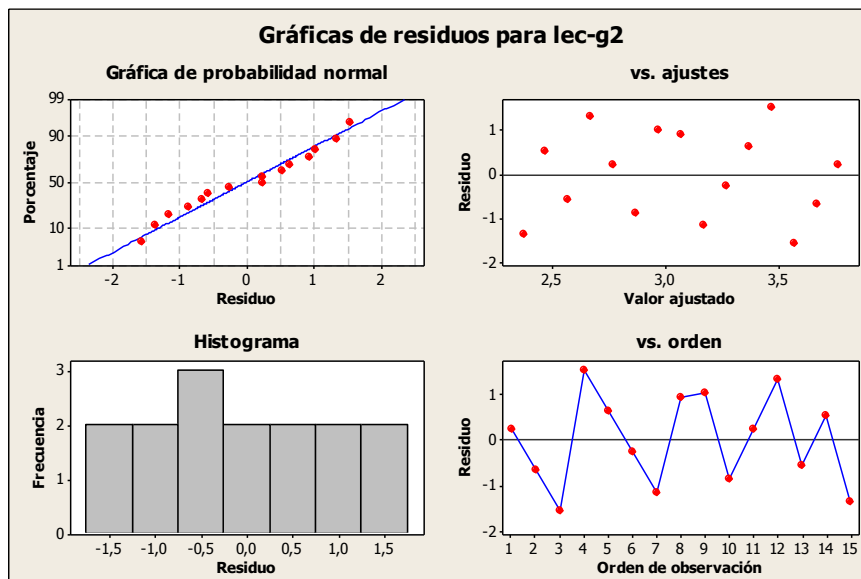 Gráficas de residuos para lec-g2
Gráfica de probabilidad normal
99
90
50
10
1
Porcentaje
-2 -1 0 1 2
Residuo
vs. ajustes
1
0
-1
-2
Residuo
2,5 3,0 3,5
Valor ajustado
Histograma
3
2
1
0
Frecuencia
-1,5 -1,0 -0,5 0,0 0,5 1,0 1,5
Residuo
vs. orden
1
0
-1
-2
Residuo
1 2 3 4 5 6 7 8 9 10 11 12 13 14 15
Orden de observación